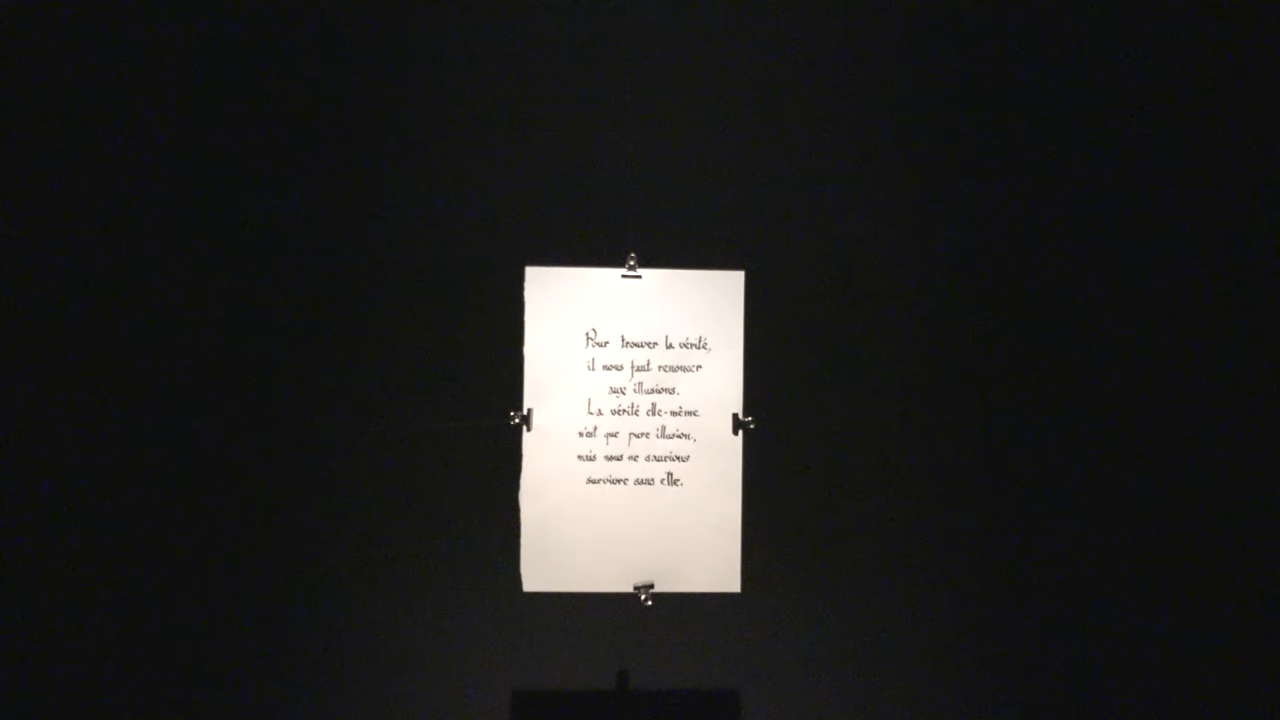 Pour trouver la vérité,
il nous faut renoncer
aux illusions.
La vérité elle-même
n'est que pure illusion,
mais nous ne saurions
survivre sans elle.